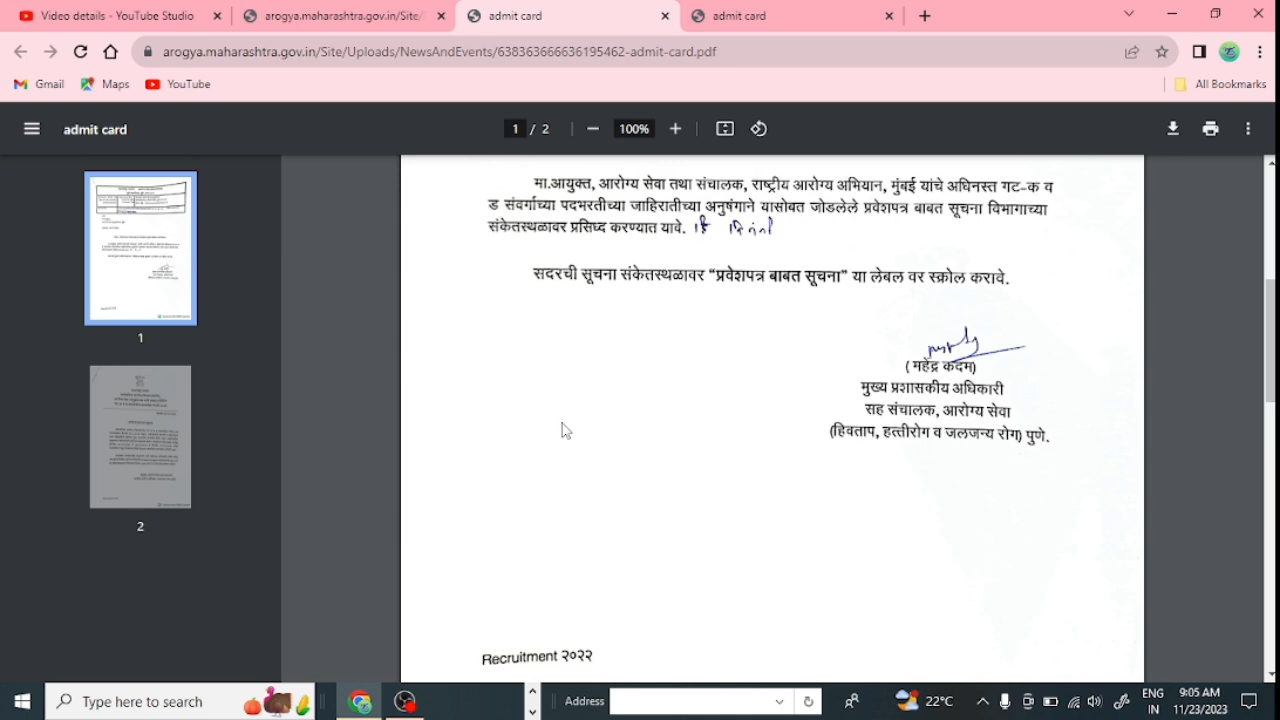 Video details - YouTube Studio
arogya.maharashtra.gov.in/Site/
admit card
admit card
arogya.maharashtra.gov.in/Site/Uploads/NewsAndEvents/638363666636195462-admit-card.pdf
Gmail
Maps
YouTube
All Bookmarks
admit card
1 / 2
100%
मा.आयुक्त, आरोग्य सेवा तथा संचालक, राष्ट्रीय आरोग्य अभियान, मुंबई यांचे अधिनस्त गट-क व
ड संवर्गाच्या पदभरतीच्या जाहिरातीच्या अनुषंगाने यासोबत जोडलेले प्रवेशपत्र बाबत सूचना विभागाच्या
संकेतस्थळावर प्रसिध्द करण्यात यावे. ही विनंती
सदरची सूचना संकेतस्थळावर “प्रवेशपत्र बाबत सूचना” या लेबल वर स्क्रोल करावे.
( महेंद्र कदम)
मुख्य प्रशासकीय अधिकारी
सह संचालक, आरोग्य सेवा
(हिवताप, हत्तीरोग व जलजन्य रोग) पुणे.
Recruitment २०२२
1
2
Type here to search
Address
22°C
ENG
IN
9:05 AM
11/23/2023